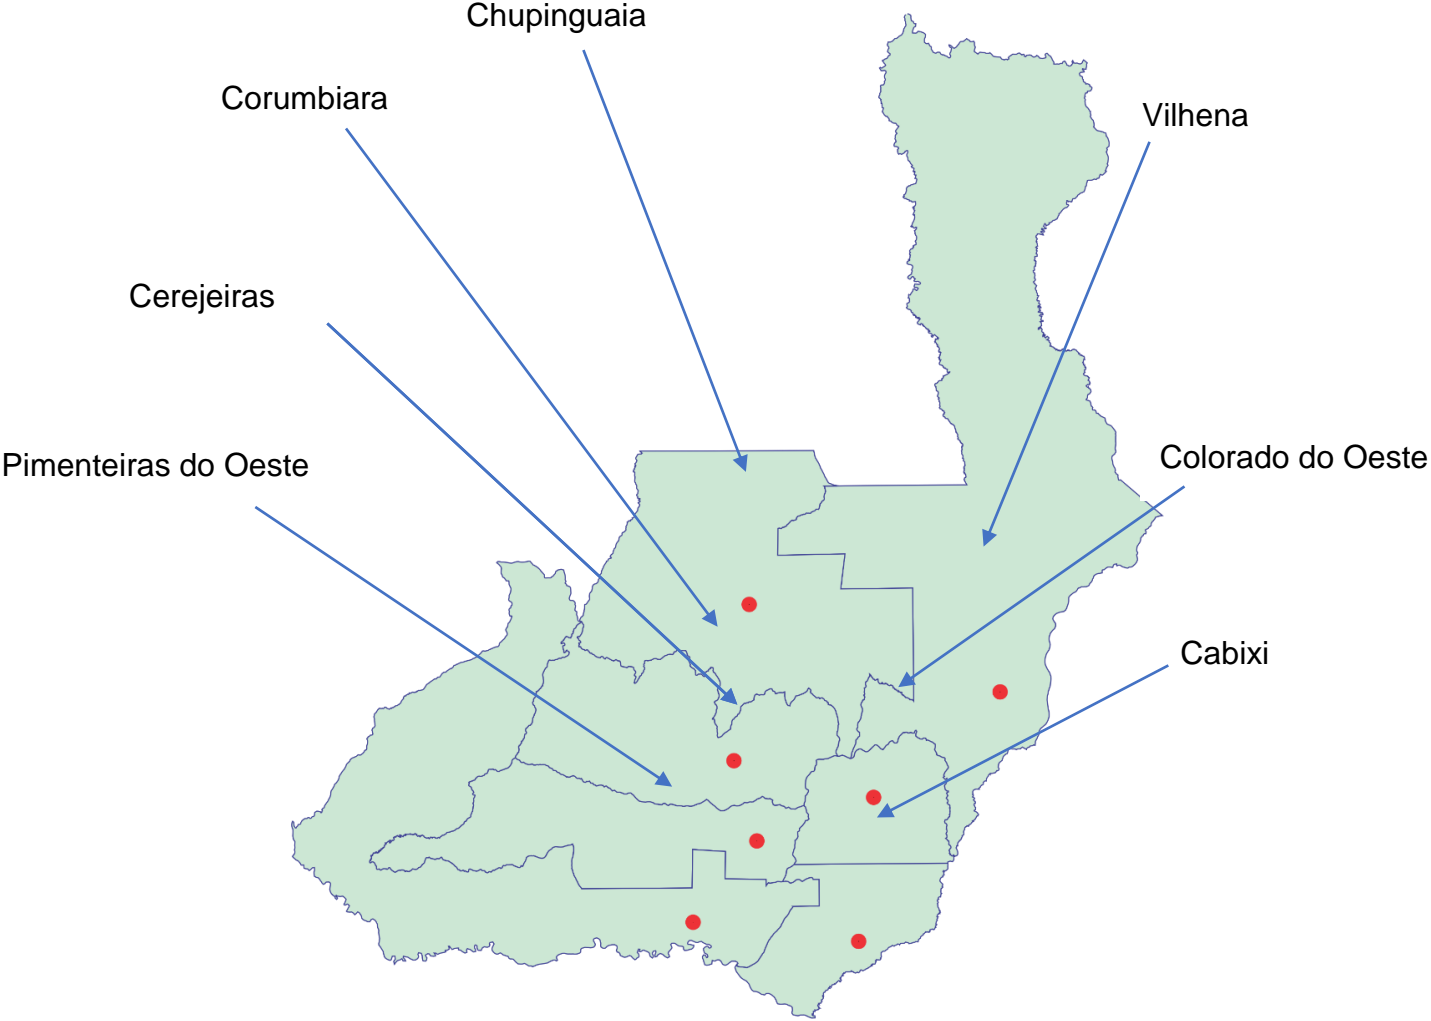 Chupinguaia
Corumbiara
Vilhena
Cerejeiras
Pimenteiras do Oeste
Colorado do Oeste
Cabixi